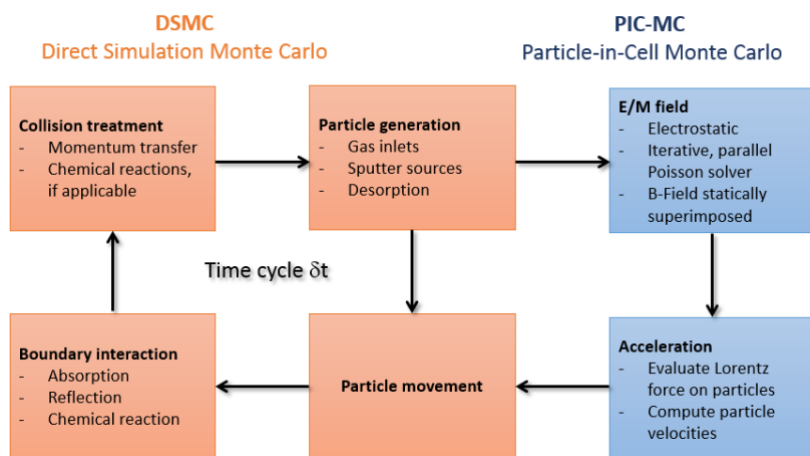 DSMC
Direct Simulation Monte Carlo
PIC-MC
Particle-in-Cell Monte Carlo
Collision treatment
- Momentum transfer
- Chemical reactions,
if applicable
Particle generation
- Gas inlets
- Sputter sources
- Desorption
E/M field
- Electrostatic
- Iterative, parallel
Poisson solver
- B-Field statically
superimposed
Time cycle δt
Boundary interaction
- Absorption
- Reflection
- Chemical reaction
Particle movement
Acceleration
- Evaluate Lorentz
force on particles
- Compute particle
velocities